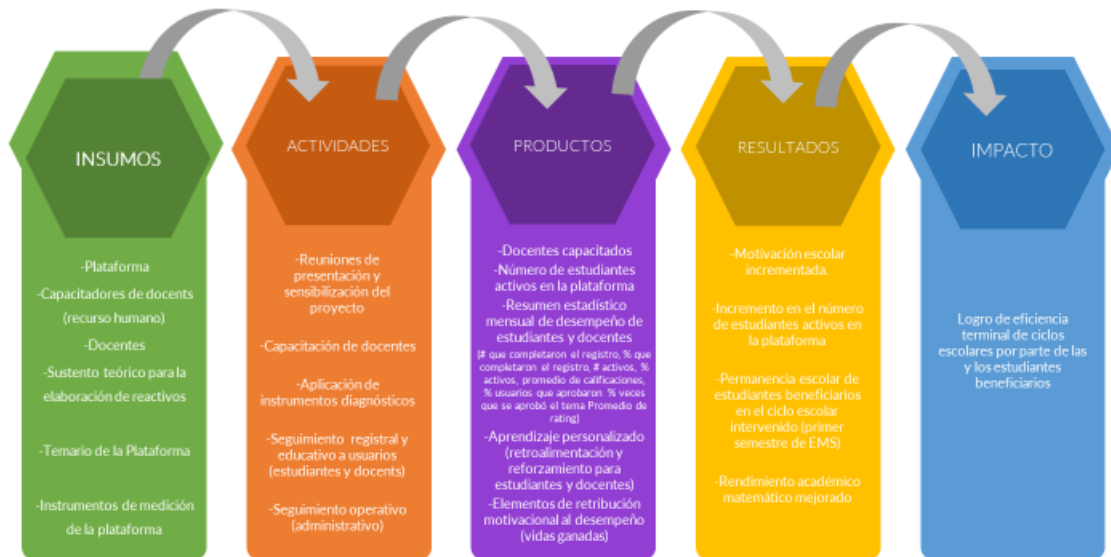 INSUMOS
-Plataforma
-Capacitadores de docents
(recurso humano)
-Docentes
-Sustento teórico para la
elaboración de reactivos
-Temario de la Plataforma
-Instrumentos de medición
de la plataforma
ACTIVIDADES
-Reuniones de
presentación y
sensibilización del
proyecto
-Capacitación de docentes
-Aplicación de
instrumentos diagnósticos
-Seguimiento registral y
educativo a usuarios
(estudiantes y docents)
-Seguimiento operativo
(administrativo)
PRODUCTOS
-Docentes capacitados
-Número de estudiantes
activos en la plataforma
-Resumen estadístico
mensual de desempeño de
estudiantes y docentes
(# que completaron el registro, % que
completaron el registro, # activos, %
activos, promedio de calificaciones,
% usuarios que aprobaron % veces
que se aprobó el tema Promedio de
rating)
-Aprendizaje personalizado
(retroalimentación y
reforzamiento para
estudiantes y docentes)
-Elementos de retribución
motivacional al desempeño
(vidas ganadas)
RESULTADOS
-Motivación escolar
incrementada.
-Incremento en el número
de estudiantes activos en
la plataforma
-Permanencia escolar de
estudiantes beneficiarios
en el ciclo escolar
intervenido (primer
semestre de EMS)
-Rendimiento académico
matemático mejorado
IMPACTO
Logro de eficiencia
terminal de ciclos
escolares por parte de las
y los estudiantes
beneficiarios